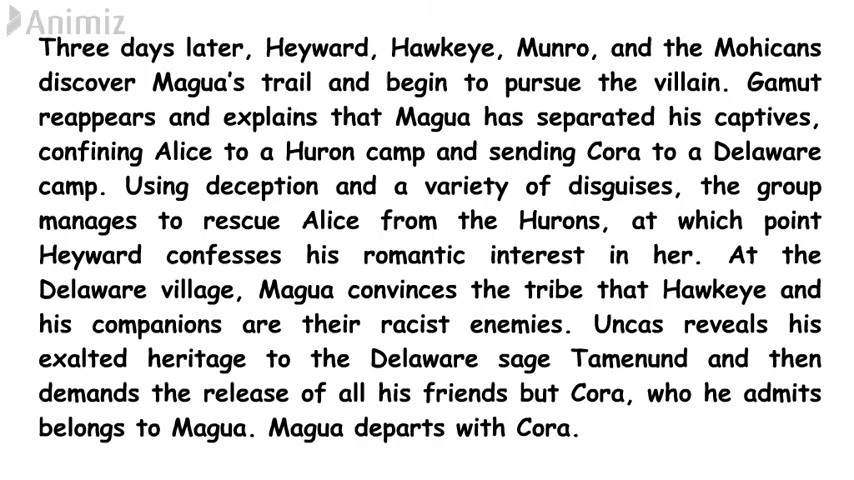 Animiz
Three days later, Heyward, Hawkeye, Munro, and the Mohicans
discover Magua's trail and begin to pursue the villain. Gamut
reappears and explains that Magua has separated his captives,
confining Alice to a Huron camp and sending Cora to a Delaware
camp. Using deception and a variety of disguises, the group
manages to rescue Alice from the Hurons, at which point
Heyward confesses his romantic interest in her. At the
Delaware village, Magua convinces the tribe that Hawkeye and
his companions are their racist enemies. Uncas reveals his
exalted heritage to the Delaware sage Tamenund and then
demands the release of all his friends but Cora, who he admits
belongs to Magua. Magua departs with Cora.